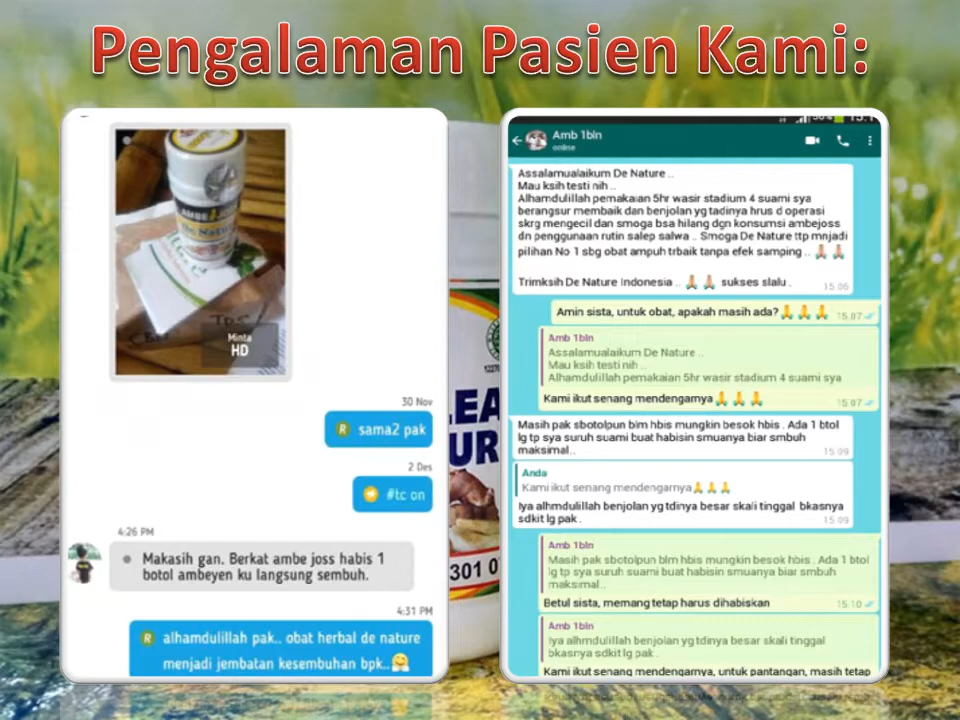 Pengalaman Pasien Kami:
AMBEJOSS
De Nature
Minta
HD
30 Nov
R sama2 pak
2 Des
#tc on
4:26 PM
Makasih gan. Berkat ambe joss habis 1
botol ambeyen ku langsung sembuh.
4:31 PM
R alhamdulillah pak.. obat herbal de nature
menjadi jembatan kesembuhan bpk..🤗
301 0
Amb 1bln
online
Assalamualaikum De Nature ..
Mau ksih testi nih ..
Alhamdulillah pemakaian 5hr wasir stadium 4 suami sya
berangsur membaik dan benjolan yg tadinya hrus d operasi
skrg mengecil dan smoga bsa hilang dgn konsumsi ambejoss
dn penggunaan rutin salep salwa .. Smoga De Nature ttp mnjadi
pilihan No 1 sbg obat ampuh trbaik tanpa efek samping .. 🙏🙏
Trimksih De Nature Indonesia .. 🙏🙏 sukses slalu .
15.06
Amin sista, untuk obat, apakah masih ada?🙏🙏🙏 15.07
Amb 1bln
Assalamualaikum De Nature ..
Mau ksih testi nih ..
Alhamdulillah pemakaian 5hr wasir stadium 4 suami sya
Kami ikut senang mendengarnya🙏🙏🙏 15.07
Masih pak sbotolpun blm hbis mungkin besok hbis . Ada 1 btol
lg tp sya suruh suami buat habisin smuanya biar smbuh
maksimal.. 15.09
Anda
Kami ikut senang mendengarnya🙏🙏🙏
Iya alhmdulillah benjolan yg tdinya besar skali tinggal bkasnya
sdkit lg pak . 15.09
Amb 1bln
Masih pak sbotolpun blm hbis mungkin besok hbis . Ada 1 btol
lg tp sya suruh suami buat habisin smuanya biar smbuh
maksimal..
Betul sista, memang tetap harus dihabiskan 15.10
Amb 1bln
Iya alhmdulillah benjolan yg tdinya besar skali tinggal
bkasnya sdkit lg pak .
Kami ikut senang mendengarnya, untuk pantangan, masih tetap